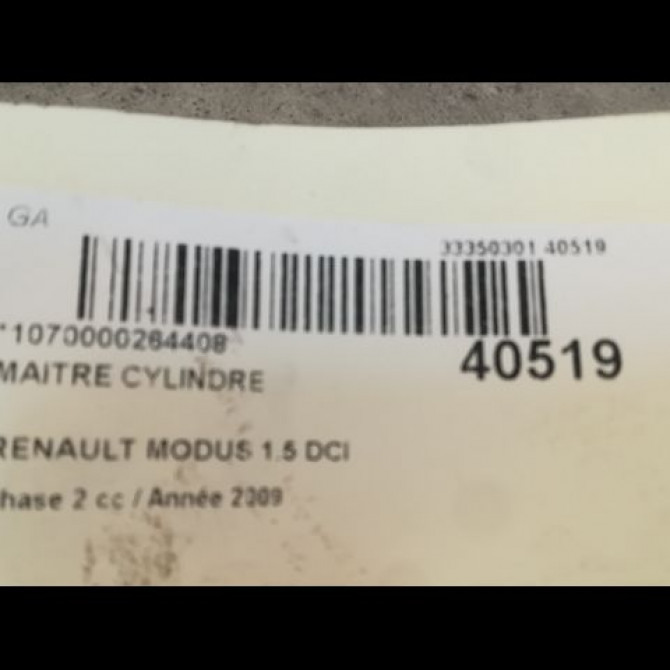 GA
33350301 40519
*1070000264408
40519
MAITRE CYLINDRE
RENAULT MODUS 1.5 DCI
hase 2 cc / Année 2009